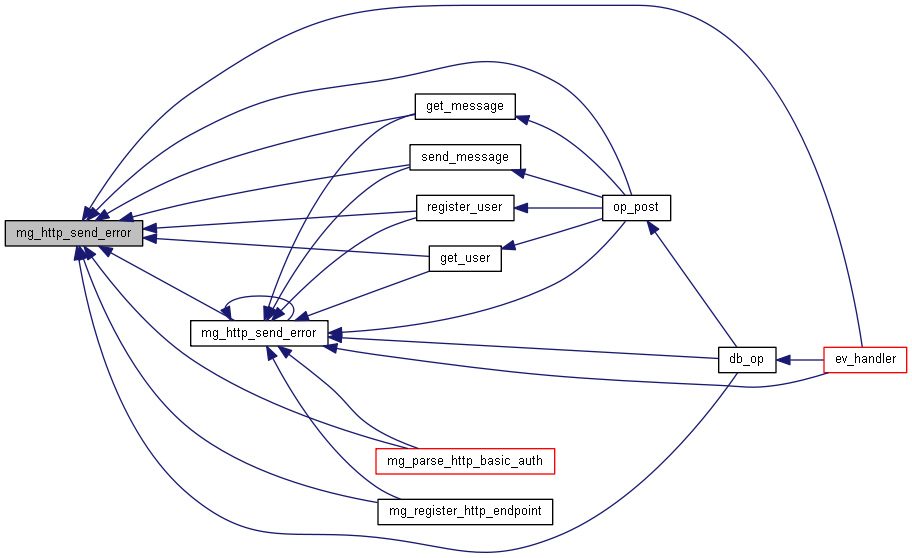 get_message
send_message
register_user
op_post
mg_http_send_error
get_user
mg_http_send_error
db_op
ev_handler
mg_parse_http_basic_auth
mg_register_http_endpoint